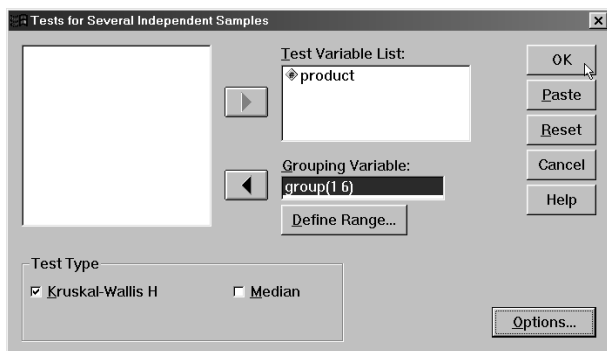 Tests for Several Independent Samples
Test Variable List:
product
Grouping Variable:
group(1 6)
Define Range...
OK
Paste
Reset
Cancel
Help
Test Type
Kruskal-Wallis H
Median
Options...